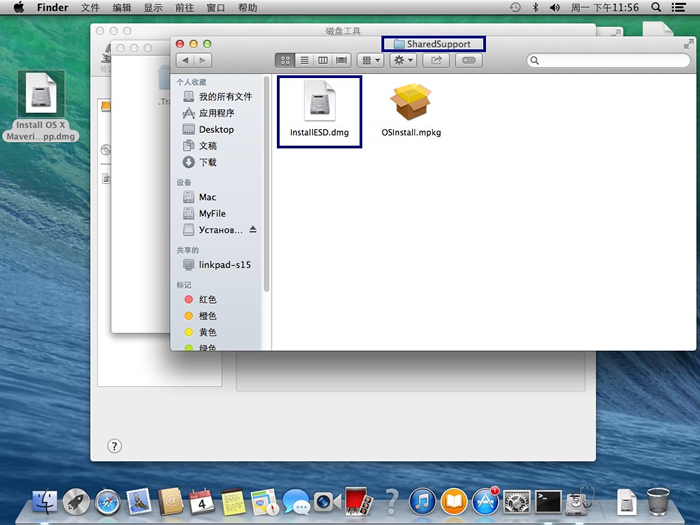 Finder 文件 编辑 显示 前往 窗口 帮助 周一 下午11:56
磁盘工具
SharedSupport
Install OS X
Maveri...pp.dmg
.Tra
个人收藏
我的所有文件
应用程序
Desktop
文稿
下载
设备
Mac
MyFile
Установ...
共享的
linkpad-s15
标记
红色
橙色
黄色
绿色
InstallESD.dmg
OSInstall.mpkg
?
4